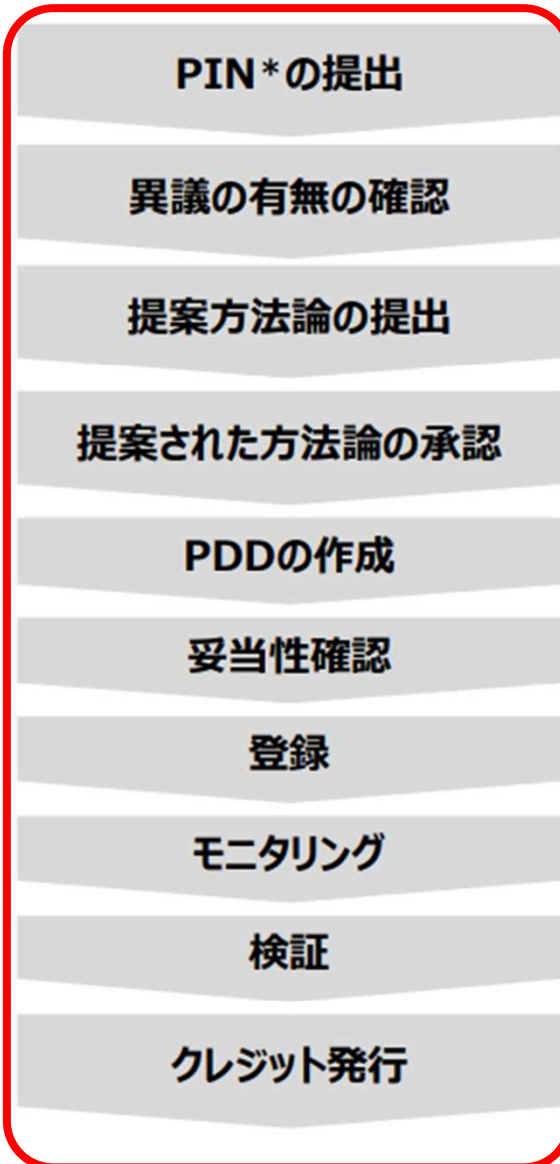 PIN*の提出
異議の有無の確認
提案方法論の提出
提案された方法論の承認
PDDの作成
妥当性確認
登録
モニタリング
検証
クレジット発行